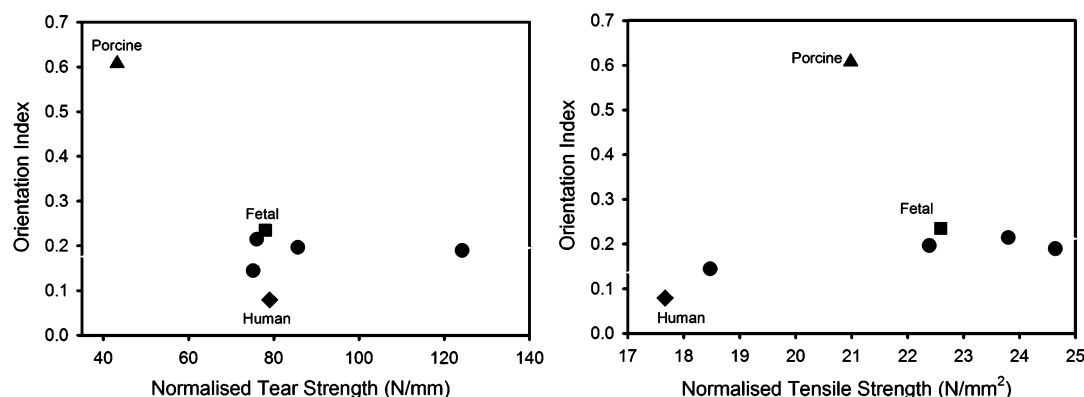 0.7
0.6
0.5
0.4
0.3
0.2
0.1
0.0
Orientation Index
Porcine
Fetal
Human
40 60 80 100 120 140
Normalised Tear Strength (N/mm)
0.7
0.6
0.5
0.4
0.3
0.2
0.1
0.0
Orientation Index
Porcine
Fetal
Human
17 18 19 20 21 22 23 24 25
Normalised Tensile Strength (N/mm²)